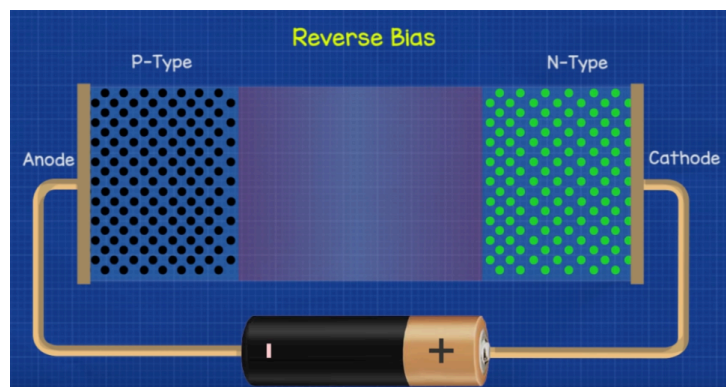 Reverse Bias
P-Type
N-Type
Anode
Cathode
-
+